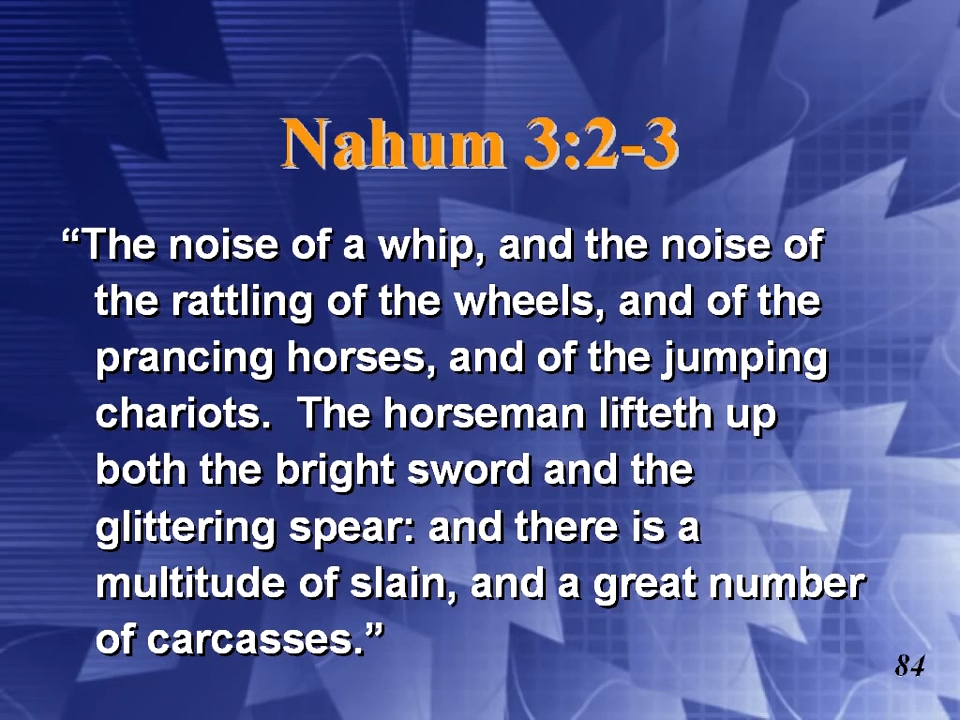 Nahum 3:2-3
“The noise of a whip, and the noise of
the rattling of the wheels, and of the
prancing horses, and of the jumping
chariots.  The horseman lifteth up
both the bright sword and the
glittering spear: and there is a
multitude of slain, and a great number
of carcasses.”
84